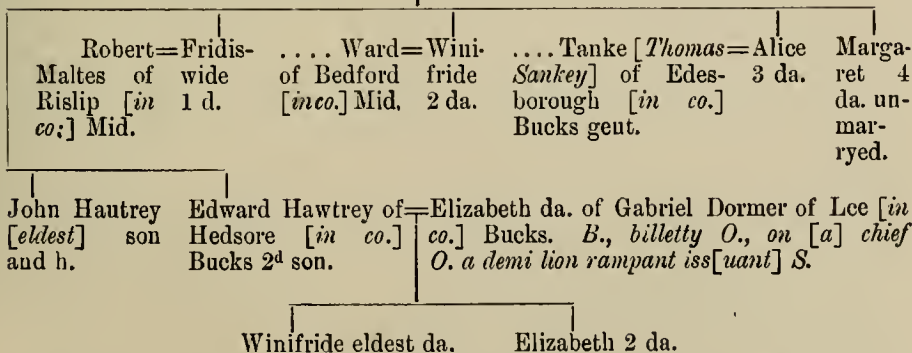 Robert=Fridis-
Maltes of wide
Rislip [in 1 d.
co;] Mid.
.... Ward=Wini-
of Bedford fride
[in co.] Mid. 2 da.
.... Tanke [Thomas=Alice
Sankey] of Edes- 3 da.
borough [in co.]
Bucks gent.
Marga-
ret 4
da. un-
mar-
ryed.
John Hautrey
[eldest] son
and h.
Edward Hawtrey of=Elizabeth da. of Gabriel Dormer of Lee [in
Hedsore [in co.] co.] Bucks. B., billetty O., on [a] chief
Bucks 2d son. O. a demi lion rampant iss[uant] S.
Winifride eldest da. Elizabeth 2 da.